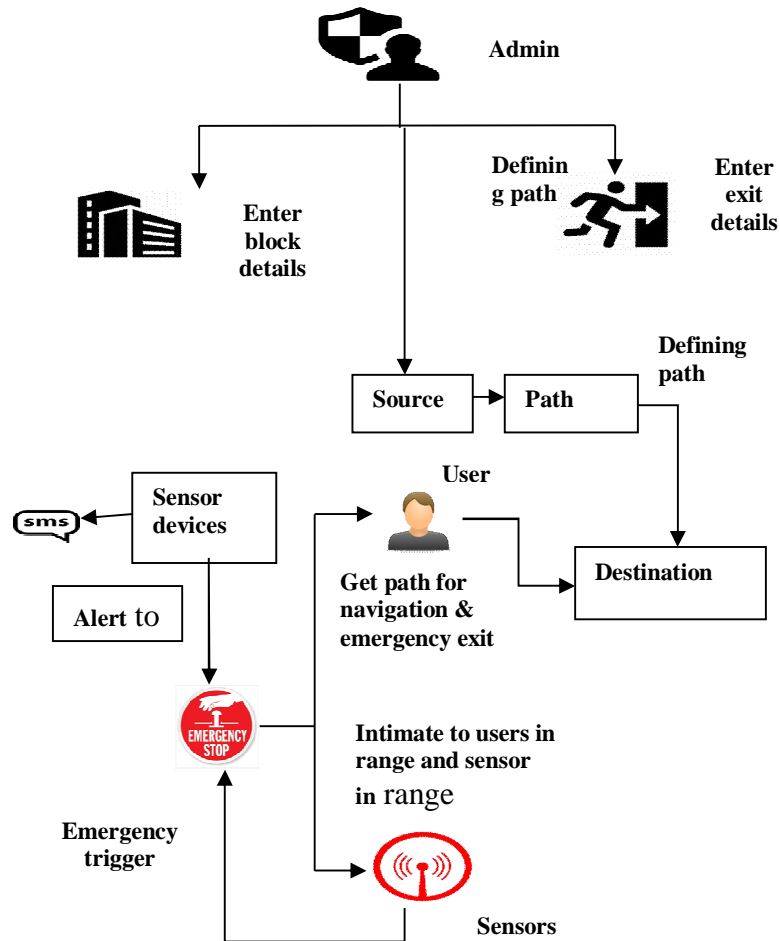 Admin
Definin
g path
Enter
exit
details
Enter
block
details
Defining
path
Source
Path
User
Sensor
devices
sms
Destination
Get path for
navigation &
emergency exit
Alert to
EMERGENCY
STOP
Intimate to users in
range and sensor
in range
Emergency
trigger
Sensors